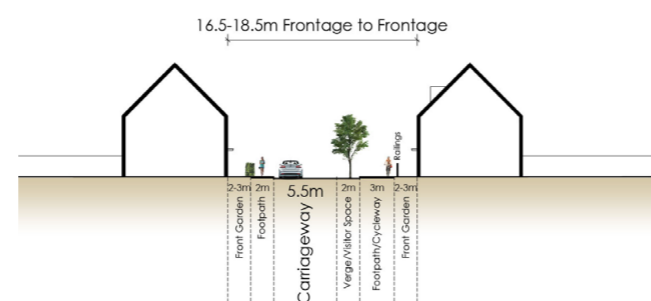 16.5-18.5m Frontage to Frontage
Railings
2-3m
2m
5.5m
2m
3m
2-3m
Front Garden
Footpath
Carriageway
Verge/Visitor Space
Footpath/Cycleway
Front Garden